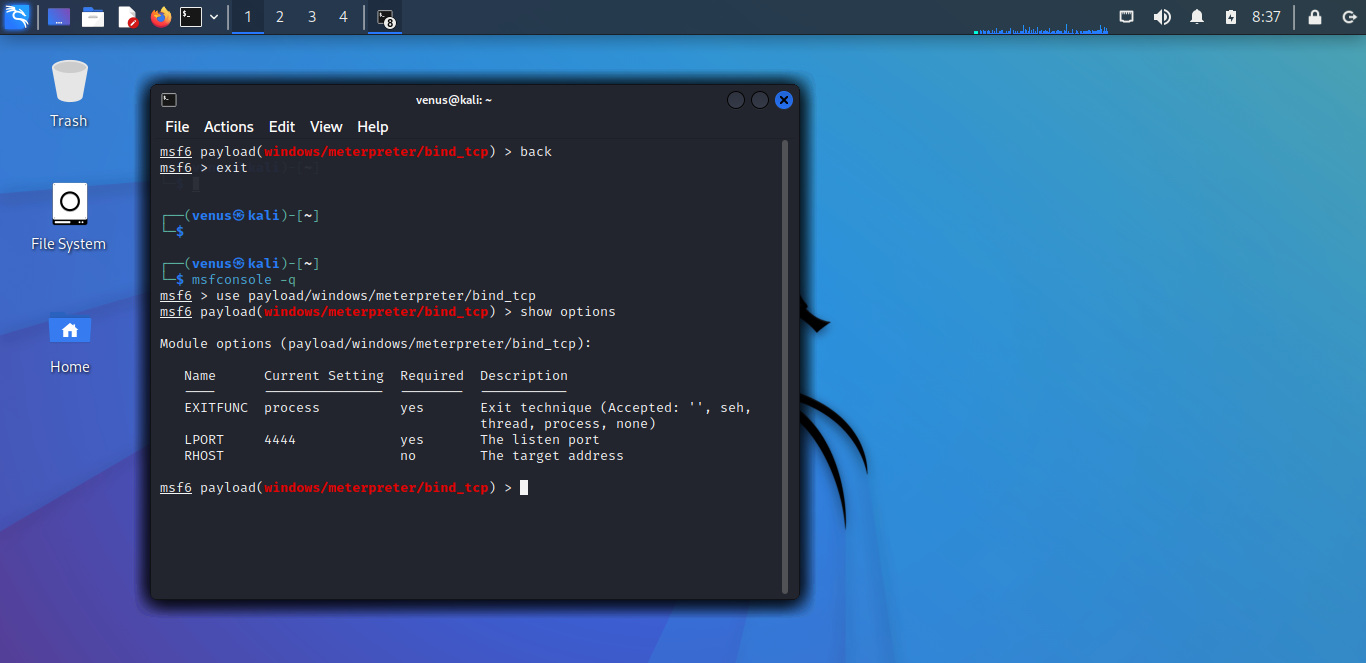 1 2 3 4 8 8:37
Trash
File System
Home
venus@kali: ~
File Actions Edit View Help
msf6 payload(windows/meterpreter/bind_tcp) > back
msf6 > exit
┌──(venus㉿kali)-[~]
└─$
┌──(venus㉿kali)-[~]
└─$ msfconsole -q
msf6 > use payload/windows/meterpreter/bind_tcp
msf6 payload(windows/meterpreter/bind_tcp) > show options
Module options (payload/windows/meterpreter/bind_tcp):
Name Current Setting Required Description
EXITFUNC process yes Exit technique (Accepted: '', seh,
thread, process, none)
LPORT 4444 yes The listen port
RHOST no The target address
msf6 payload(windows/meterpreter/bind_tcp) >